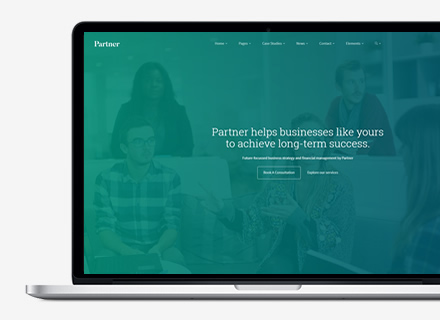 Partner
Home
Pages
Case Studies
News
Contact
Elements
Partner helps businesses like yours
to achieve long-term success.
Future-focused business strategy and financial management by Partner
Book A Consultation
Explore our services